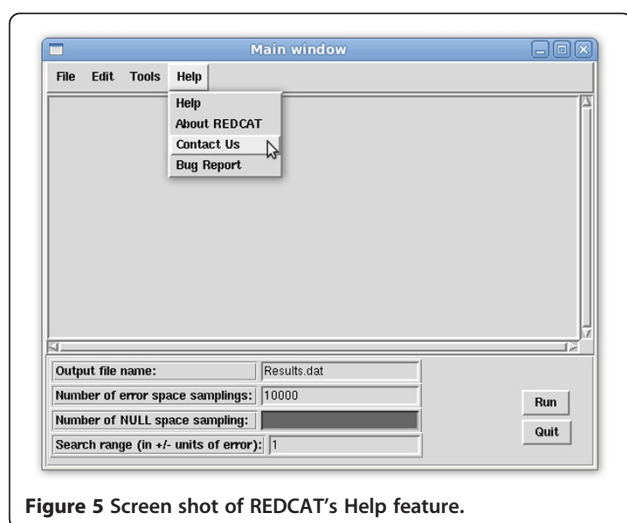 Main window
File Edit Tools Help
Help
About REDCAT
Contact Us
Bug Report
Output file name: Results.dat
Number of error space samplings: 10000
Number of NULL space sampling:
Search range (in +/- units of error): 1
Run
Quit
Figure 5 Screen shot of REDCAT's Help feature.